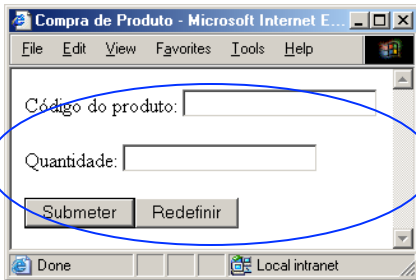 Compra de Produto - Microsoft Internet E...
File Edit View Favorites Tools Help
Código do produto:
Quantidade:
Submeter Redefinir
Done Local intranet